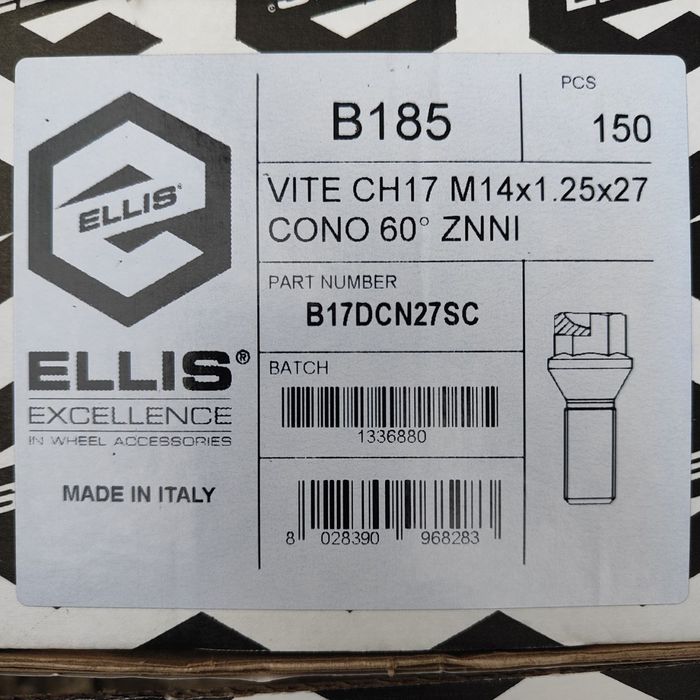 ELLIS
ELLIS®
EXCELLENCE
IN WHEEL ACCESSORIES
MADE IN ITALY
B185
PCS
150
VITE CH17 M14x1.25x27
CONO 60° ZNNI
PART NUMBER
B17DCN27SC
BATCH
1336880
8 028390 968283